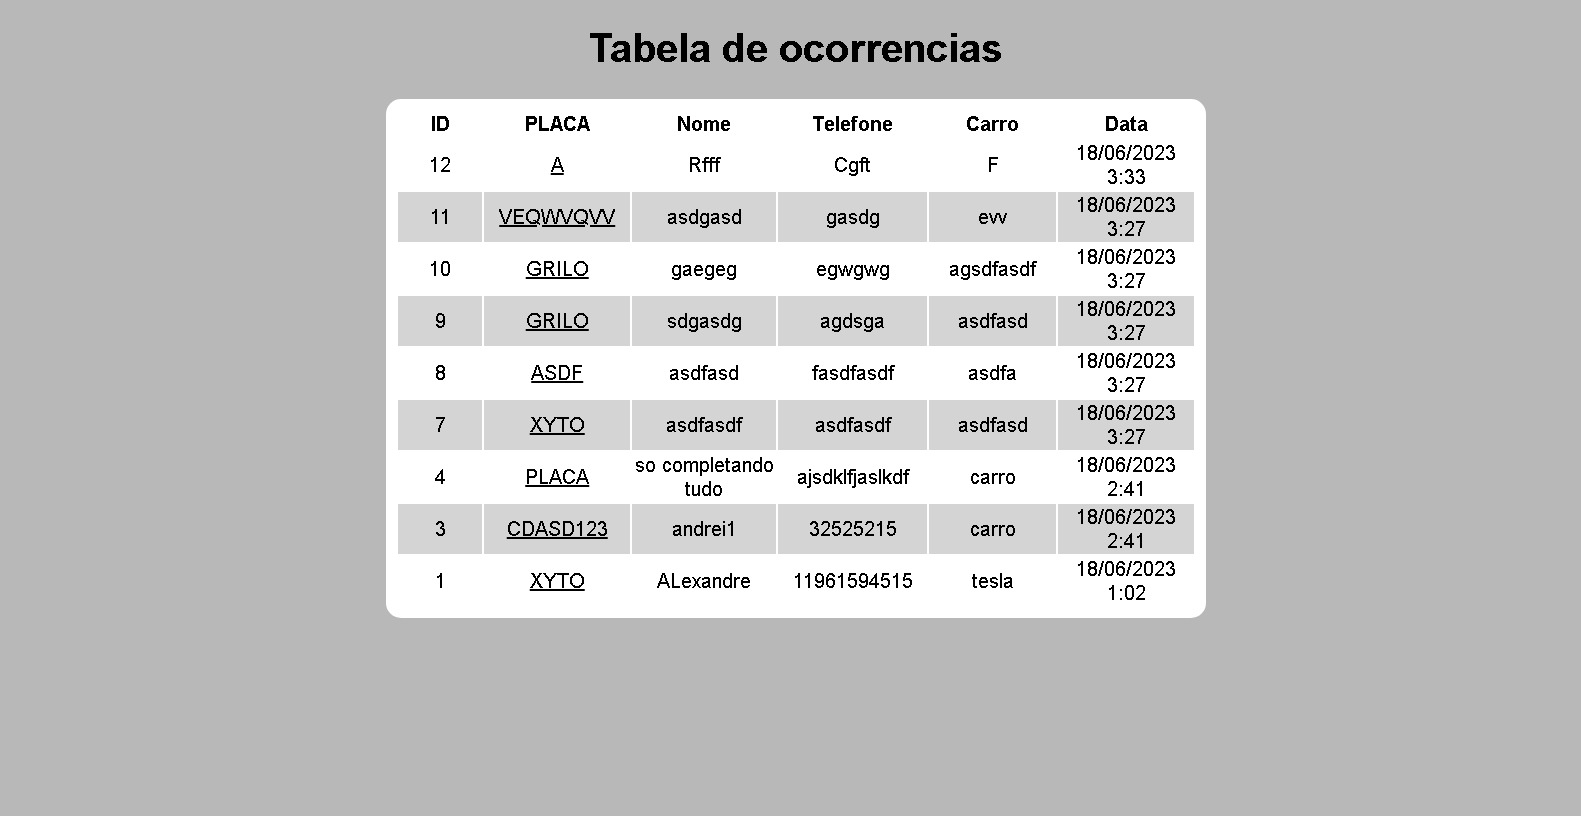 Tabela de ocorrencias
ID PLACA Nome Telefone Carro Data
12 A Rfff Cgft F 18/06/2023 3:33
11 VEQWVQVV asdgasd gasdg evv 18/06/2023 3:27
10 GRILO gaegeg egwgwg agsdfasdf 18/06/2023 3:27
9 GRILO sdgasdg agdsga asdfasd 18/06/2023 3:27
8 ASDF asdfasd fasdfasdf asdfa 18/06/2023 3:27
7 XYTO asdfasdf asdfasdf asdfasd 18/06/2023 3:27
4 PLACA so completando tudo ajsdklfjaslkdf carro 18/06/2023 2:41
3 CDASD123 andrei1 32525215 carro 18/06/2023 2:41
1 XYTO ALexandre 11961594515 tesla 18/06/2023 1:02